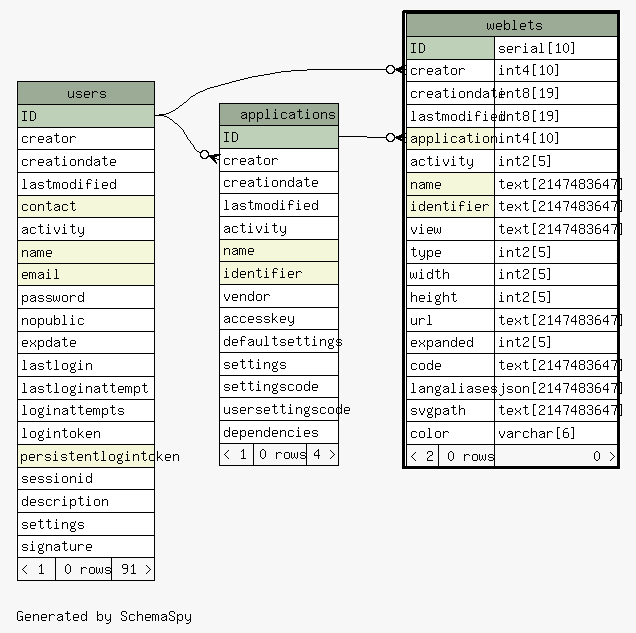 users
ID
creator
creationdate
lastmodified
contact
activity
name
email
password
nopublic
expdate
lastlogin
lastloginattempt
loginattempts
logintoken
persistentlogintoken
sessionid
description
settings
signature
< 1 0 rows 91 >
applications
ID
creator
creationdate
lastmodified
activity
name
identifier
vendor
accesskey
defaultsettings
settings
settingscode
usersettingscode
dependencies
< 1 0 rows 4 >
weblets
ID serial[10]
creator int4[10]
creationdate int8[19]
lastmodified int8[19]
application int4[10]
activity int2[5]
name text[2147483647]
identifier text[2147483647]
view text[2147483647]
type int2[5]
width int2[5]
height int2[5]
url text[2147483647]
expanded int2[5]
code text[2147483647]
langaliases json[2147483647]
svgpath text[2147483647]
color varchar[6]
< 2 0 rows 0 >
Generated by SchemaSpy